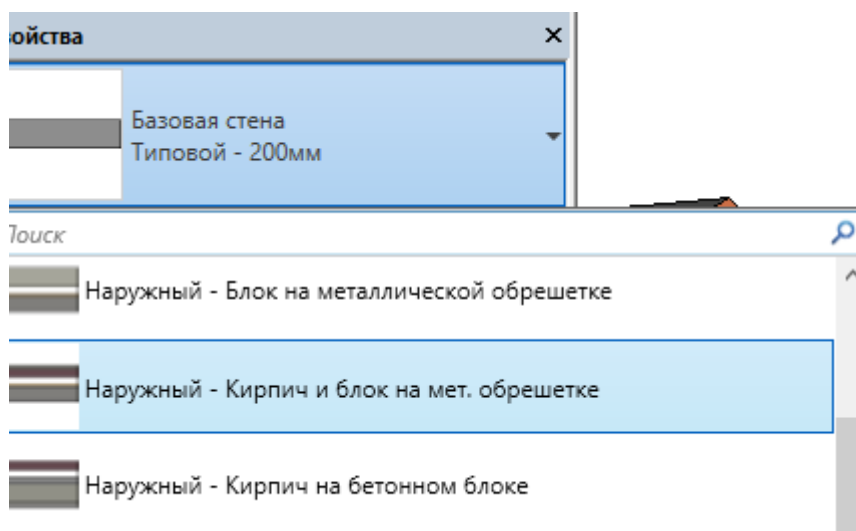 ойства
Базовая стена
Типовой - 200мм
Поиск
Наружный - Блок на металлической обрешетке
Наружный - Кирпич и блок на мет. обрешетке
Наружный - Кирпич на бетонном блоке